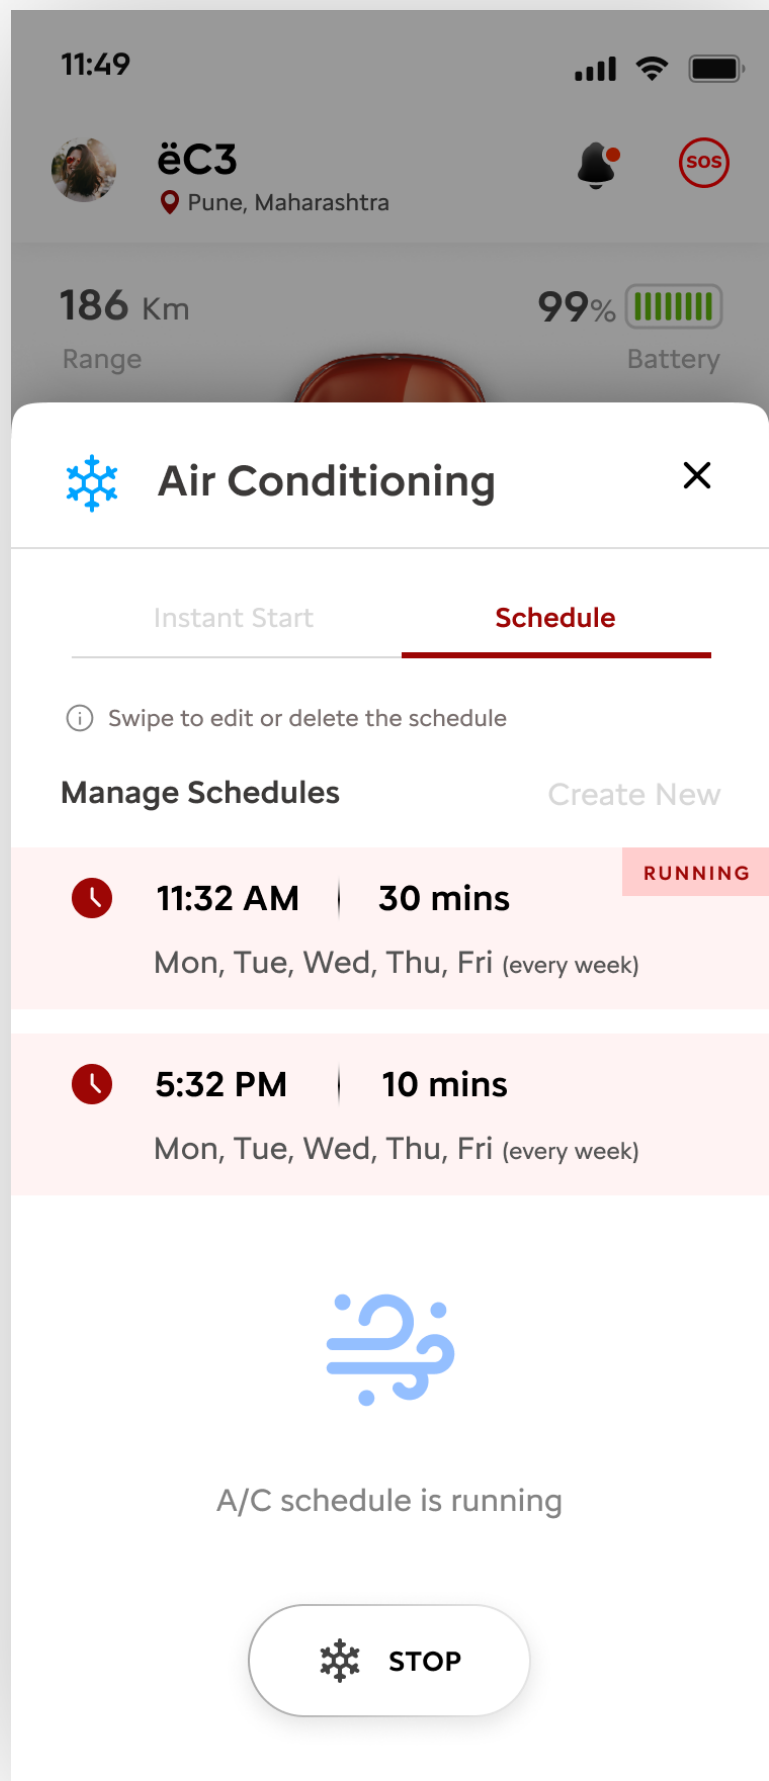 11:49
ëC3
SOS
Pune, Maharashtra
186 Km
99%
Range
Battery
Air Conditioning
Instant Start
Schedule
Swipe to edit or delete the schedule
Manage Schedules
Create New
RUNNING
11:32 AM
30 mins
Mon, Tue, Wed, Thu, Fri (every week)
5:32 PM
10 mins
Mon, Tue, Wed, Thu, Fri (every week)
A/C schedule is running
STOP